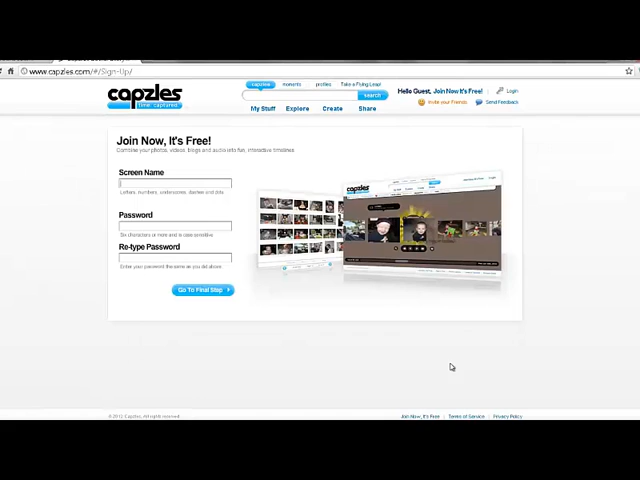 www.capzles.com/#/Sign-Up/
capzles
time captured
capzles moments profiles Take a Flying Leap!
search
Hello Guest, Join Now It's Free! Login
Invite your Friends Send Feedback
My Stuff Explore Create Share
Join Now, It's Free!
Combine your photos, videos, blogs and audio into fun, interactive timelines
Screen Name
Letters, numbers, underscores, dashes and dots
Password
Six characters or more and is case sensitive
Re-type Password
Enter your password the same as you did above
Go To Final Step
capzles
© 2012 Capzles. All rights reserved
Join Now, It's Free Terms of Service Privacy Policy